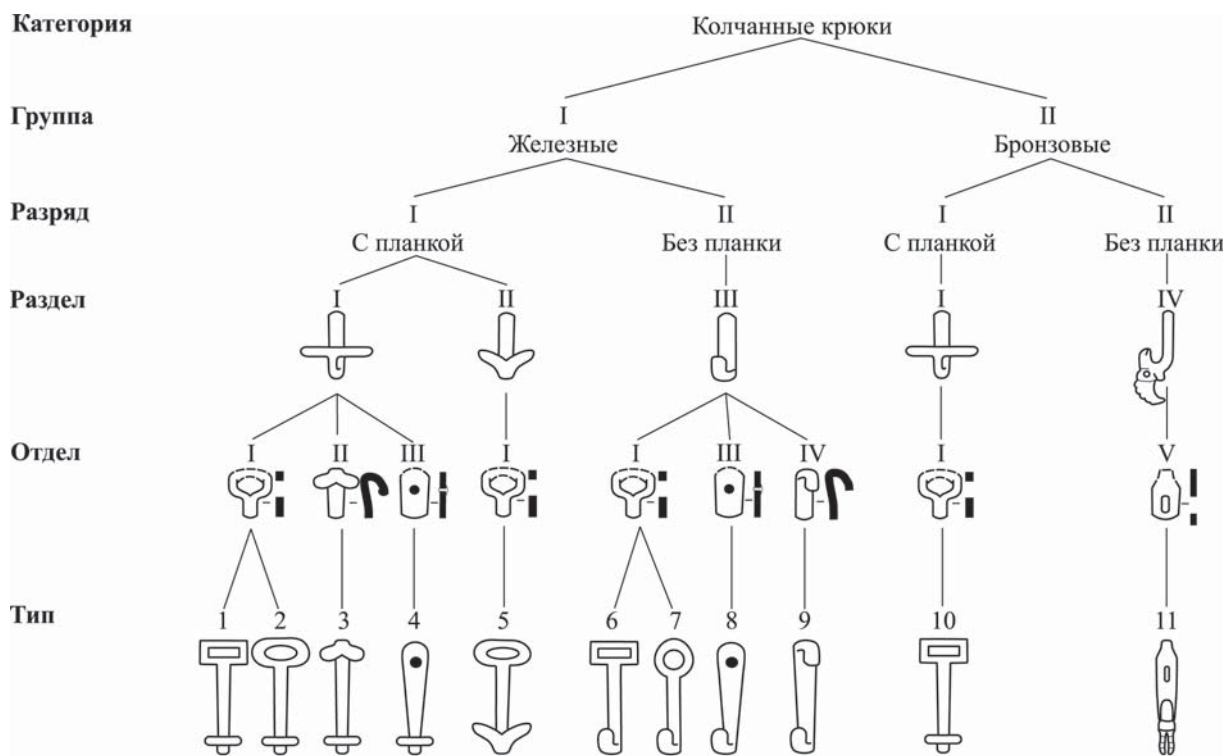 Категория Колчанные крюки
Группа I II
Железные Бронзовые
Разряд I II I II
С планкой Без планки С планкой Без планки
Раздел I II III I IV
Отдел I II III I I III IV I V
Тип 1 2 3 4 5 6 7 8 9 10 11